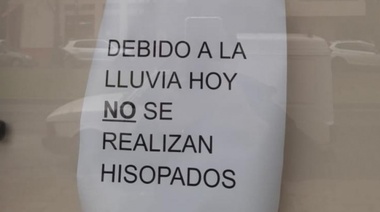 DEBIDO A LA
LLUVIA HOY
NO SE
REALIZAN
HISOPADOS